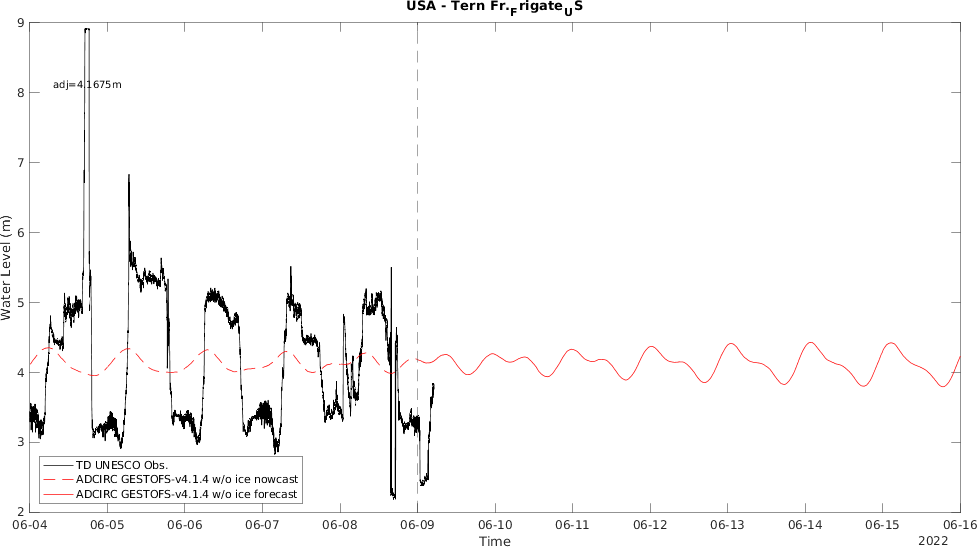 USA - Tern Fr.FrigateUS
9
adj=4.1675m
8
7
6
5
4
3
2
Water Level (m)
TD UNESCO Obs.
ADCIRC GESTOFS-v4.1.4 w/o ice nowcast
ADCIRC GESTOFS-v4.1.4 w/o ice forecast
06-04 06-05 06-06 06-07 06-08 06-09 06-10 06-11 06-12 06-13 06-14 06-15 06-16
Time
2022